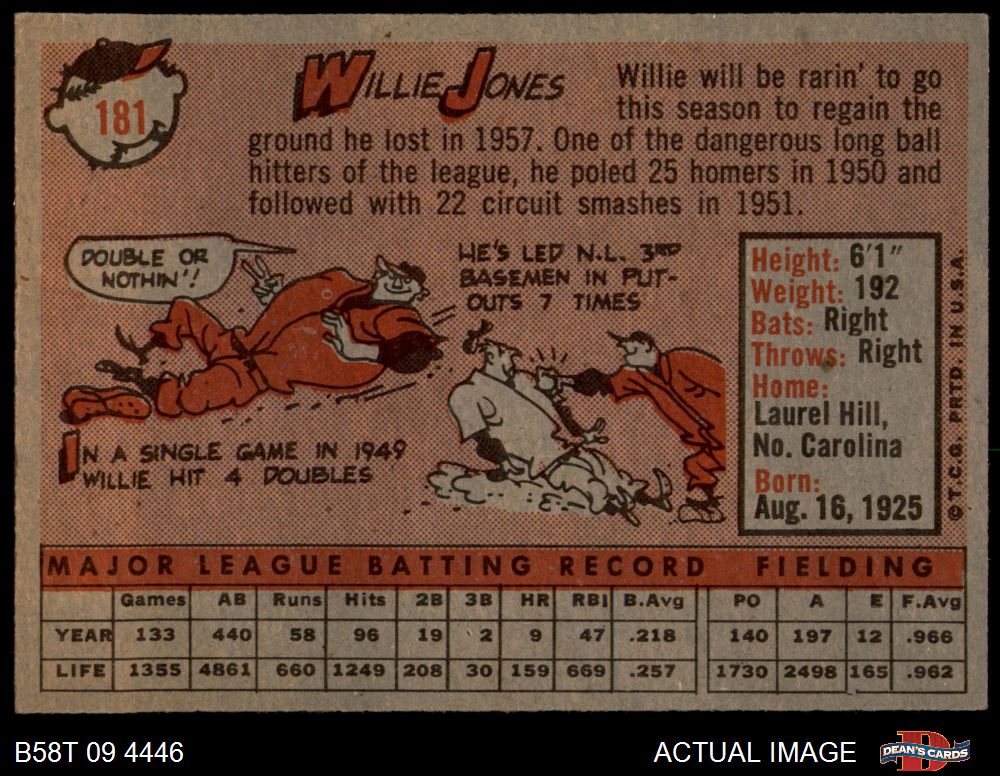 181
WILLIE JONES
Willie will be rarin' to go
this season to regain the
ground he lost in 1957. One of the dangerous long ball
hitters of the league, he poled 25 homers in 1950 and
followed with 22 circuit smashes in 1951.
DOUBLE OR
NOTHIN'!
IN A SINGLE GAME IN 1949
WILLIE HIT 4 DOUBLES
HE'S LED N.L. 3RD
BASEMEN IN PUT-
OUTS 7 TIMES
Height: 6'1"
Weight: 192
Bats: Right
Throws: Right
Home:
Laurel Hill,
No. Carolina
Born:
Aug. 16, 1925
© T.C.G. PRTD. IN U.S.A.
MAJOR LEAGUE BATTING RECORD FIELDING
Games AB Runs Hits 2B 3B HR RBI B.Avg PO A E F.Avg
YEAR 133 440 58 96 19 2 9 47 .218 140 197 12 .966
LIFE 1355 4861 660 1249 208 30 159 669 .257 1730 2498 165 .962
B58T 09 4446 ACTUAL IMAGE DEAN'S CARDS